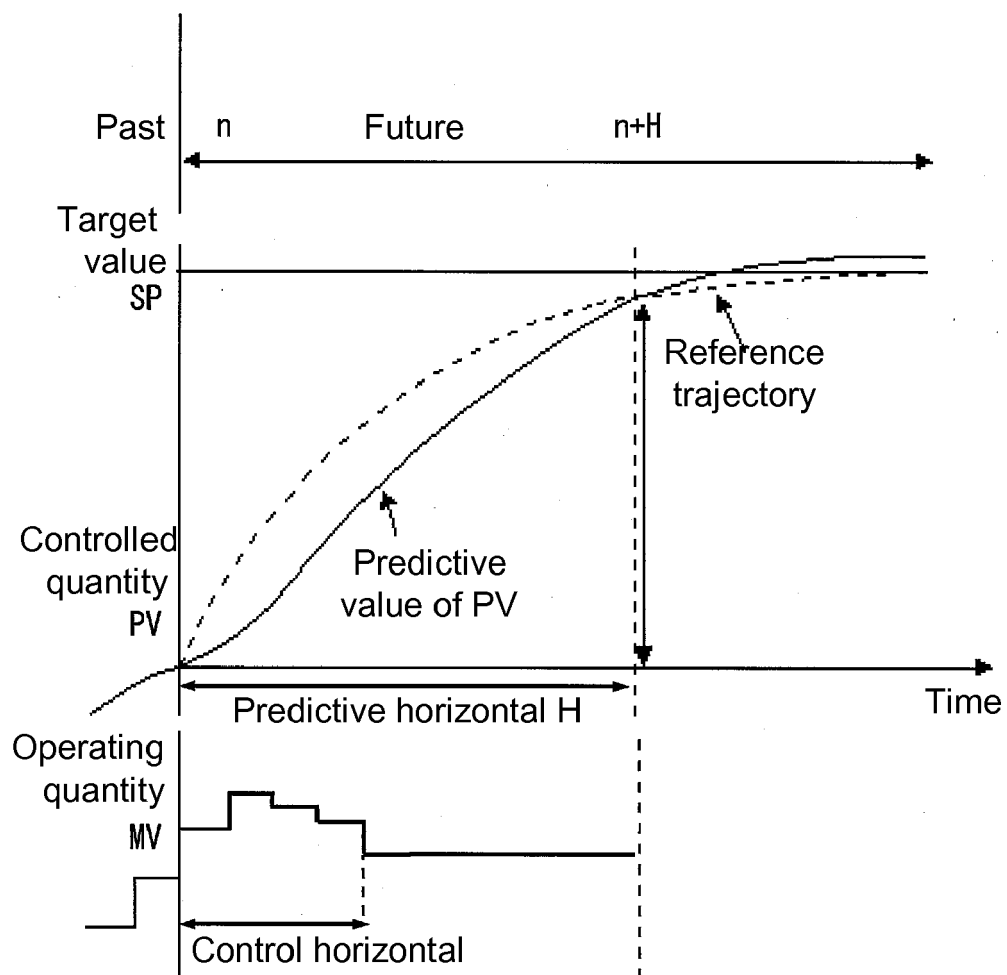 Past n Future n+H
Target
value
SP
Reference
trajectory
Controlled
quantity
PV
Predictive
value of PV
Predictive horizontal H
Time
Operating
quantity
MV
Control horizontal